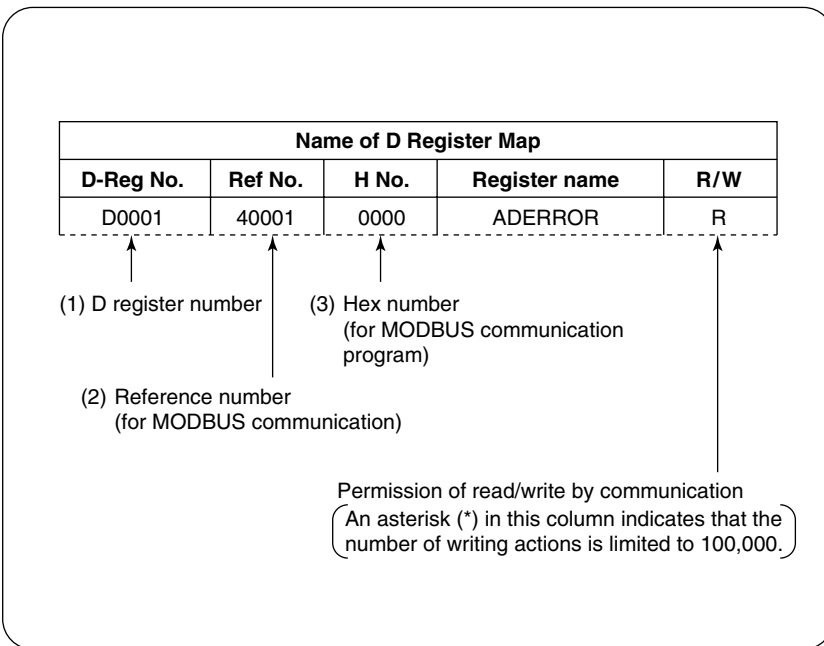 Name of D Register Map
D-Reg No. Ref No. H No. Register name R/W
D0001 40001 0000 ADERROR R
(1) D register number
(3) Hex number
(for MODBUS communication
program)
(2) Reference number
(for MODBUS communication)
Permission of read/write by communication
An asterisk (*) in this column indicates that the
number of writing actions is limited to 100,000.